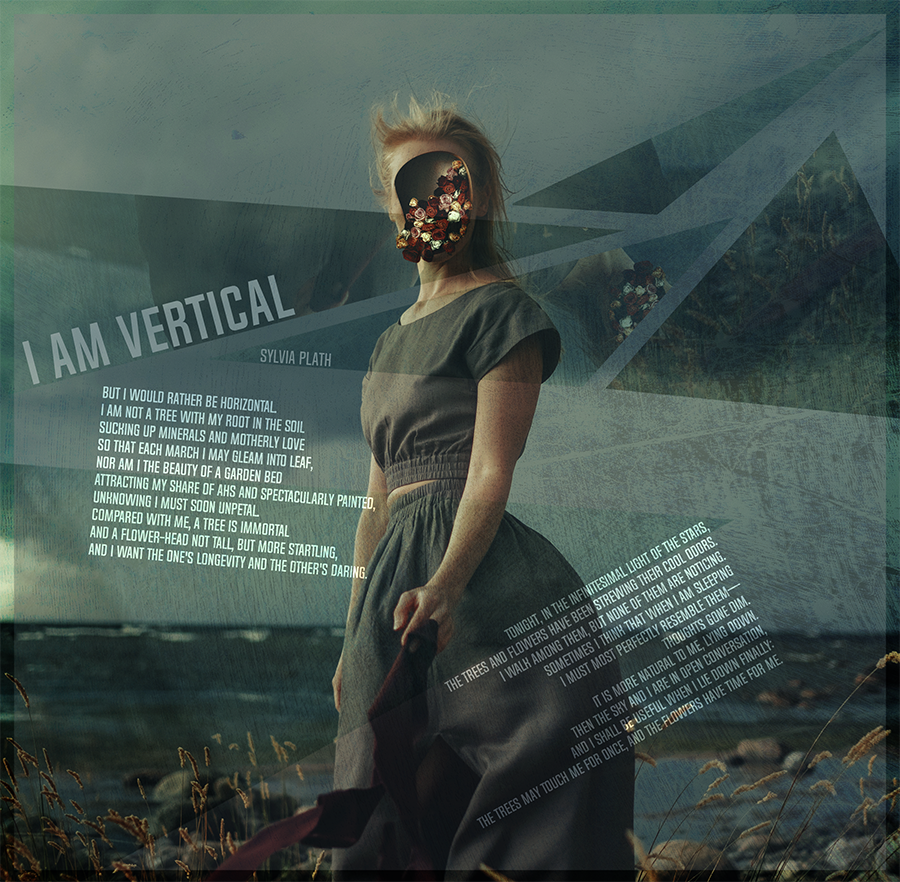 I AM VERTICAL
SYLVIA PLATH
BUT I WOULD RATHER BE HORIZONTAL.
I AM NOT A TREE WITH MY ROOT IN THE SOIL
SUCKING UP MINERALS AND MOTHERLY LOVE
SO THAT EACH MARCH I MAY GLEAM INTO LEAF,
NOR AM I THE BEAUTY OF A GARDEN BED
ATTRACTING MY SHARE OF AHS AND SPECTACULARLY PAINTED,
UNKNOWING I MUST SOON UNPETAL.
COMPARED WITH ME, A TREE IS IMMORTAL
AND A FLOWER-HEAD NOT TALL, BUT MORE STARTLING,
AND I WANT THE ONE'S LONGEVITY AND THE OTHER'S DARING.
TONIGHT, IN THE INFINITESIMAL LIGHT OF THE STARS,
THE TREES AND FLOWERS HAVE BEEN STREWING THEIR COOL ODORS.
I WALK AMONG THEM, BUT NONE OF THEM ARE NOTICING.
SOMETIMES I THINK THAT WHEN I AM SLEEPING
I MUST MOST PERFECTLY RESEMBLE THEM—
THOUGHTS GONE DIM.
IT IS MORE NATURAL TO ME, LYING DOWN.
THEN THE SKY AND I ARE IN OPEN CONVERSATION,
AND I SHALL BE USEFUL WHEN I LIE DOWN FINALLY:
THE TREES MAY TOUCH ME FOR ONCE, AND THE FLOWERS HAVE TIME FOR ME.